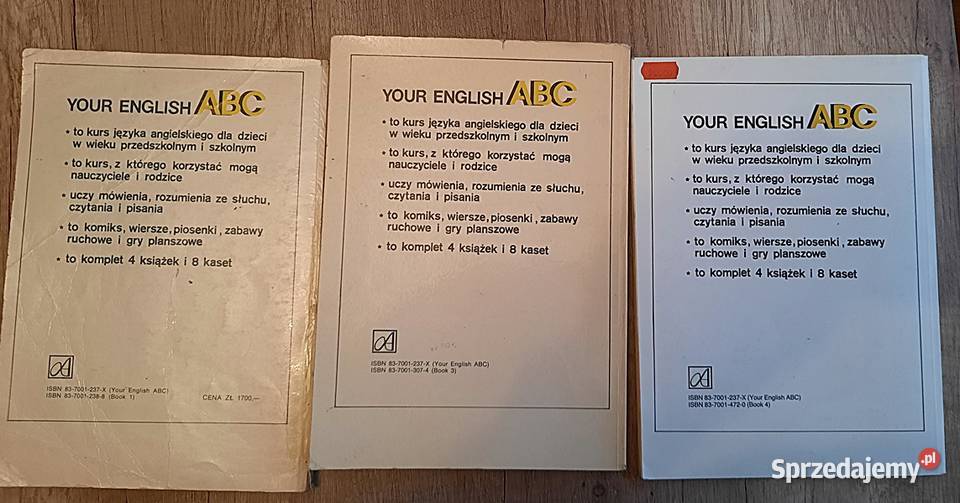 YOUR ENGLISH ABC
• to kurs języka angielskiego dla dzieci
w wieku przedszkolnym i szkolnym
• to kurs, z którego korzystać mogą
nauczyciele i rodzice
• uczy mówienia, rozumienia ze słuchu,
czytania i pisania
• to komiks, wiersze, piosenki, zabawy
ruchowe i gry planszowe
• to komplet 4 książek i 8 kaset
ISBN 83-7001-237-X (Your English ABC)
ISBN 83-7001-238-8 (Book 1)
CENA ZŁ 1700,—
YOUR ENGLISH ABC
• to kurs języka angielskiego dla dzieci
w wieku przedszkolnym i szkolnym
• to kurs, z którego korzystać mogą
nauczyciele i rodzice
• uczy mówienia, rozumienia ze słuchu,
czytania i pisania
• to komiks, wiersze, piosenki, zabawy
ruchowe i gry planszowe
• to komplet 4 książek i 8 kaset
ISBN 83-7001-237-X (Your English ABC)
ISBN 83-7001-307-4 (Book 3)
YOUR ENGLISH ABC
• to kurs języka angielskiego dla dzieci
w wieku przedszkolnym i szkolnym
• to kurs, z którego korzystać mogą
nauczyciele i rodzice
• uczy mówienia, rozumienia ze słuchu,
czytania i pisania
• to komiks, wiersze, piosenki, zabawy
ruchowe i gry planszowe
• to komplet 4 książek i 8 kaset
ISBN 83-7001-237-X (Your English ABC)
ISBN 83-7001-472-0 (Book 4)
Sprzedajemy.pl